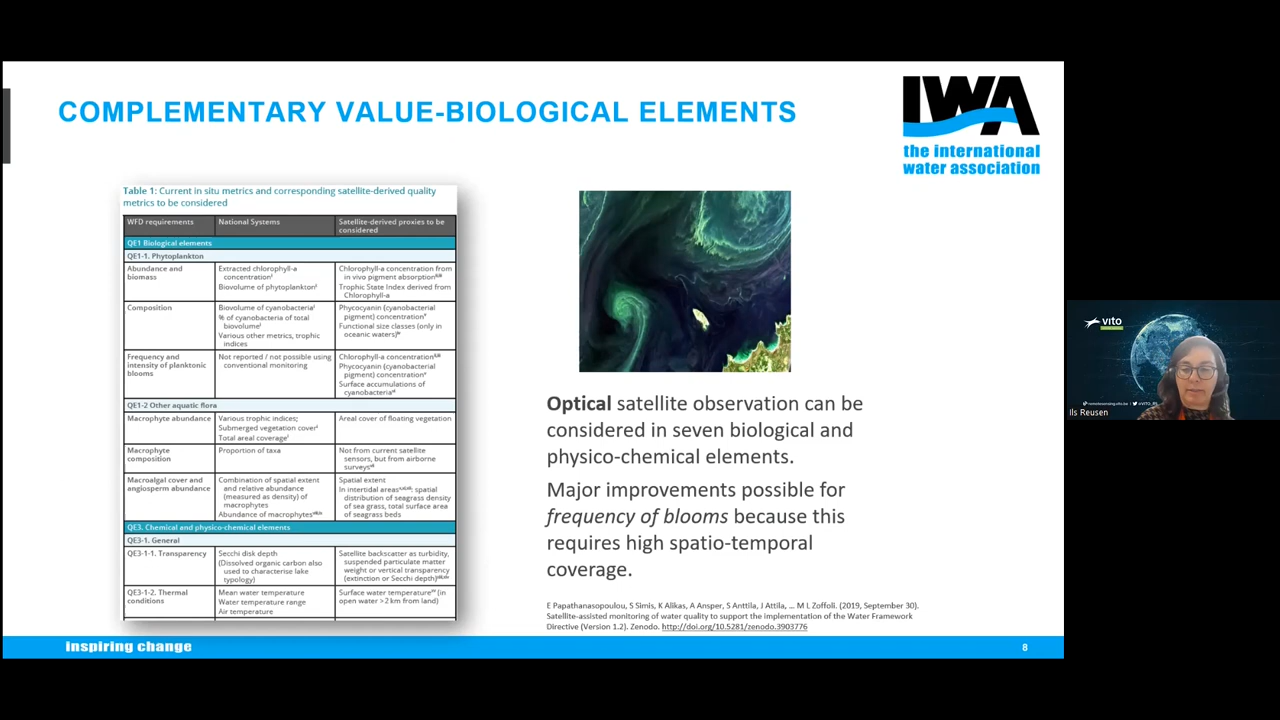 COMPLEMENTARY VALUE-BIOLOGICAL ELEMENTS
IWA
the international
water association
Table 1: Current in situ metrics and corresponding satellite-derived quality
metrics to be considered
WFD requirements
National Systems
Satellite-derived proxies to be
considered
QE1 Biological elements
QE1-1. Phytoplankton
Abundance and
biomass
Extracted chlorophyll-a
concentration
Biovolume of phytoplankton
Chlorophyll-a concentration from
in vivo pigment absorption
Trophic State Index derived from
Chlorophyll-a
Composition
Biovolume of cyanobacteria
% of cyanobacteria of total
biovolume
Various other metrics, trophic
indices
Phycocyanin (cyanobacterial
pigment) concentration
Functional size classes (only in
oceanic waters)
Frequency and
intensity of planktonic
blooms
Not reported / not possible using
conventional monitoring
Chlorophyll-a concentration
Phycocyanin (cyanobacterial
pigment) concentration
Surface accumulations of
cyanobacteria
QE1-2 Other aquatic flora
Macrophyte abundance
Various trophic indices;
Submerged vegetation cover
Total areal coverage
Areal cover of floating vegetation
Macrophyte
composition
Proportion of taxa
Not from current satellite
sensors, but from airborne
surveys
Macroalgal cover and
angiosperm abundance
Combination of spatial extent
and relative abundance
(measured as density) of
macrophytes
Abundance of macrophytes
Spatial extent
In intertidal areas: spatial
distribution of seagrass density
of sea grass, total surface area
of seagrass beds
QE3. Chemical and physico-chemical elements
QE3-1. General
QE3-1-1. Transparency
Secchi disk depth
(Dissolved organic carbon also
used to characterise lake
typology)
Satellite backscatter as turbidity,
suspended particulate matter
weight or vertical transparency
(extinction or Secchi depth)
QE3-1-2. Thermal
conditions
Mean water temperature
Water temperature range
Air temperature
Surface water temperature (in
open water >2 km from land)
Optical satellite observation can be
considered in seven biological and
physico-chemical elements.
Major improvements possible for
frequency of blooms because this
requires high spatio-temporal
coverage.
E Papathanasopoulou, S Simis, K Alikas, A Ansper, S Anttila, J Attila, ... M L Zoffoli. (2019, September 30).
Satellite-assisted monitoring of water quality to support the implementation of the Water Framework
Directive (Version 1.2). Zenodo. http://doi.org/10.5281/zenodo.3903776
inspiring change
8
vito
Ils Reusen